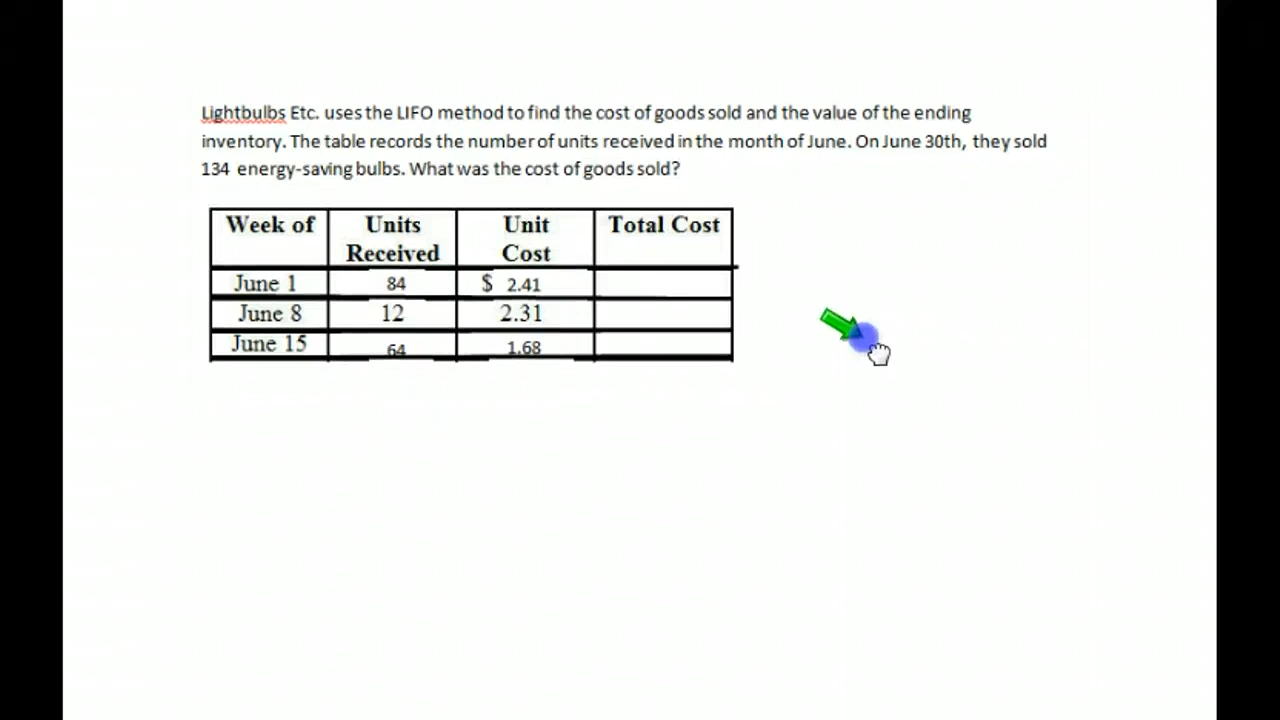 Lightbulbs Etc. uses the LIFO method to find the cost of goods sold and the value of the ending
inventory. The table records the number of units received in the month of June. On June 30th, they sold
134 energy-saving bulbs. What was the cost of goods sold?
Week of Units Received Unit Cost Total Cost
June 1 84 $ 2.41
June 8 12 2.31
June 15 64 1.68